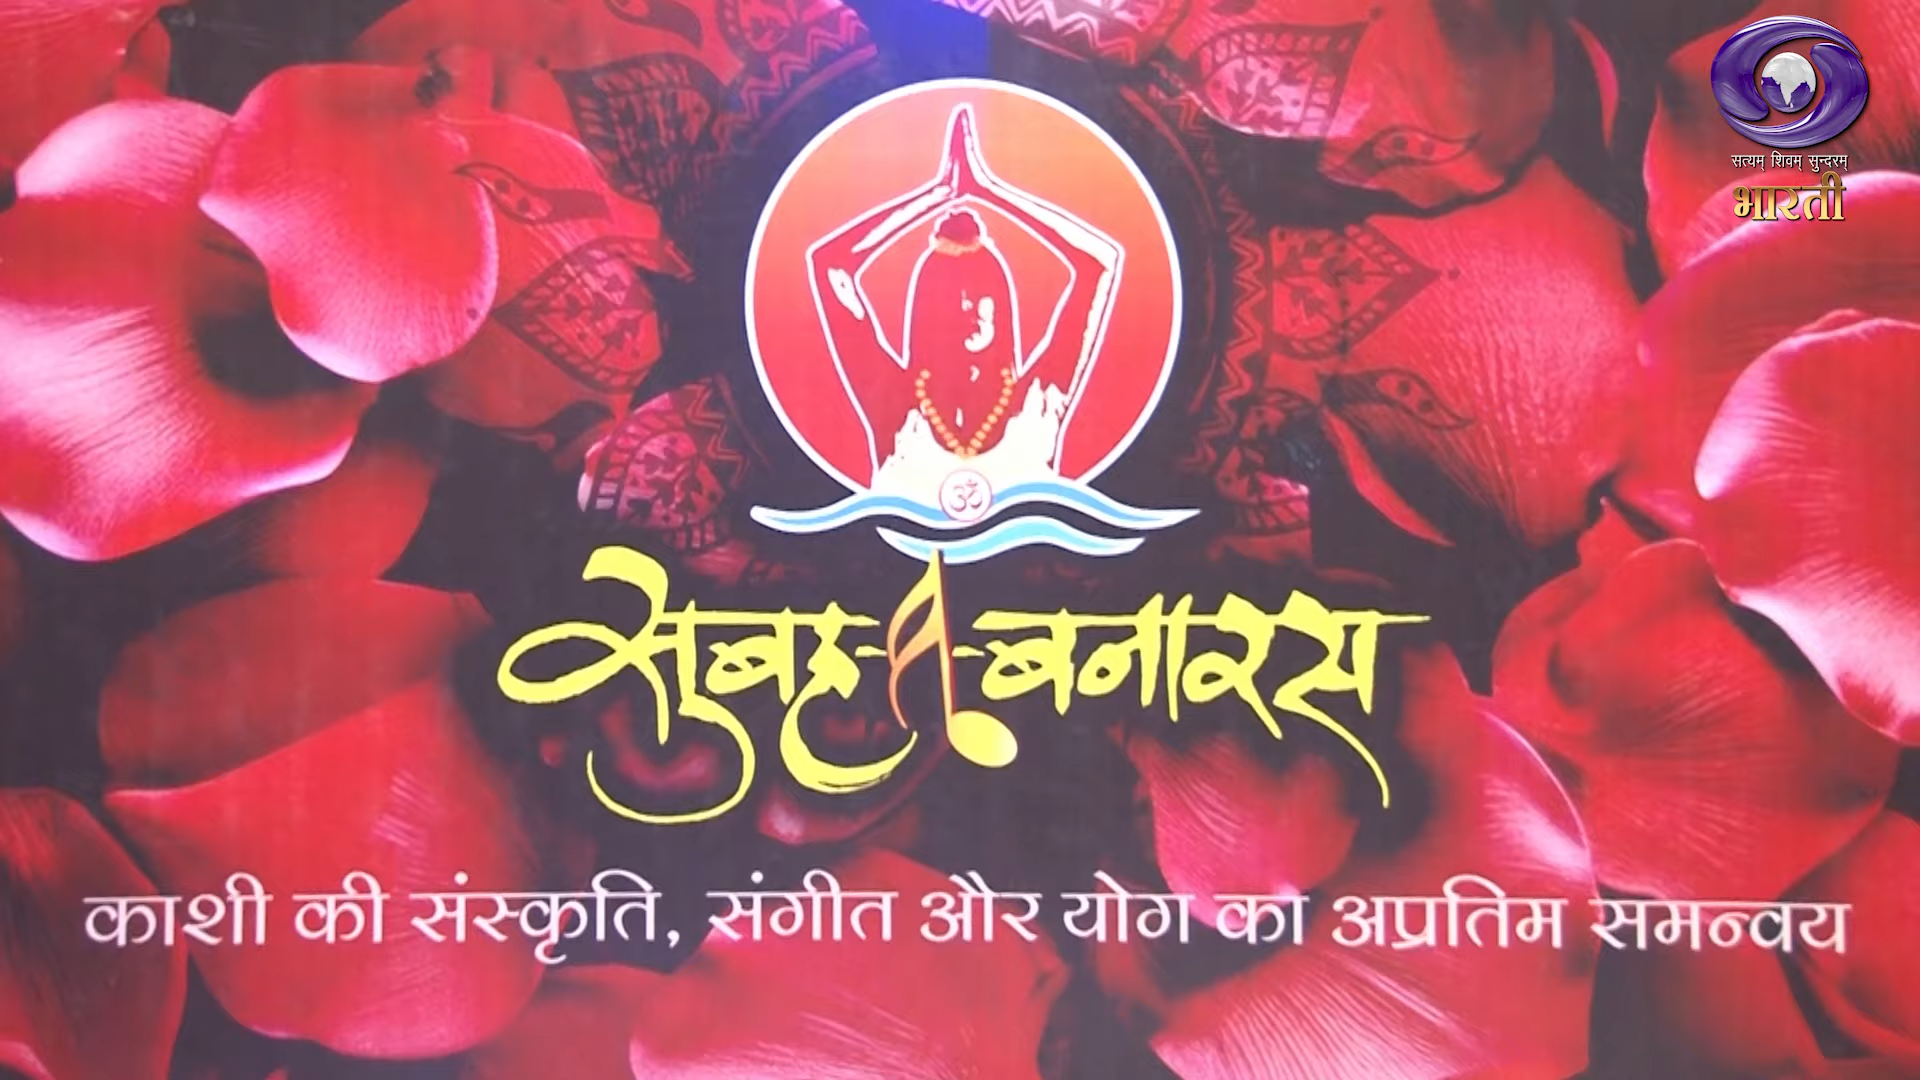 सत्यम् शिवम् सुन्दरम्
भारती
ॐ
सुबह-ए-बनारस
काशी की संस्कृति, संगीत और योग का अप्रतिम समन्वय